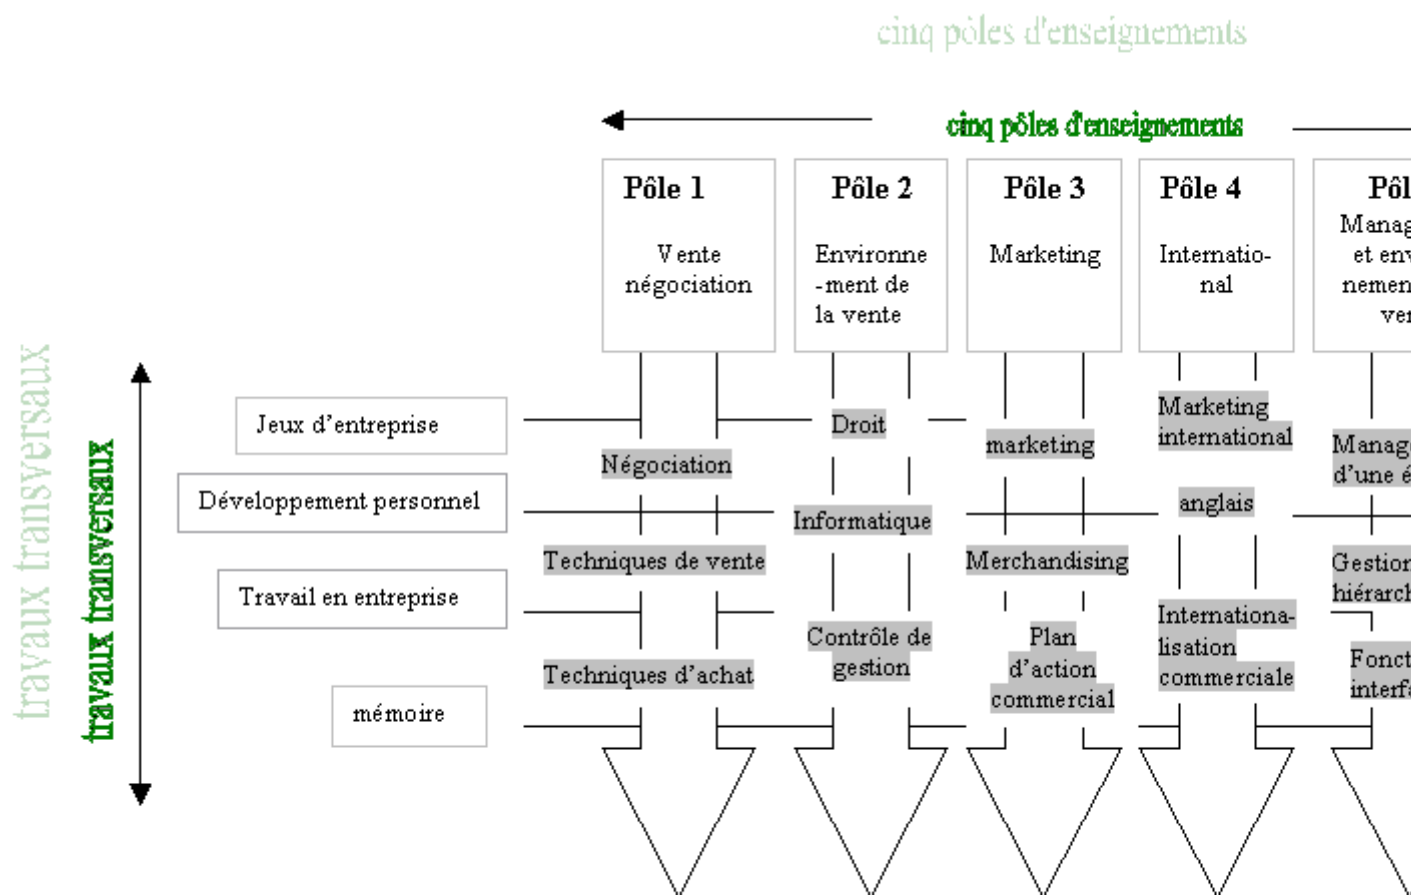 cinq pôles d'enseignements
cinq pôles d'enseignements
Pôle 1
Vente
négociation
Pôle 2
Environne
-ment de
la vente
Pôle 3
Marketing
Pôle 4
Internatio-
nal
et
travaux transversaux
travaux transversaux
Jeux d’entreprise
Développement personnel
Travail en entreprise
mémoire
Négociation
Techniques de vente
Techniques d’achat
Droit
Informatique
Contrôle de
gestion
marketing
Merchandising
Plan
d’action
commercial
Marketing
international
anglais
Internationa-
lisation
commerciale
d’une
Gestion